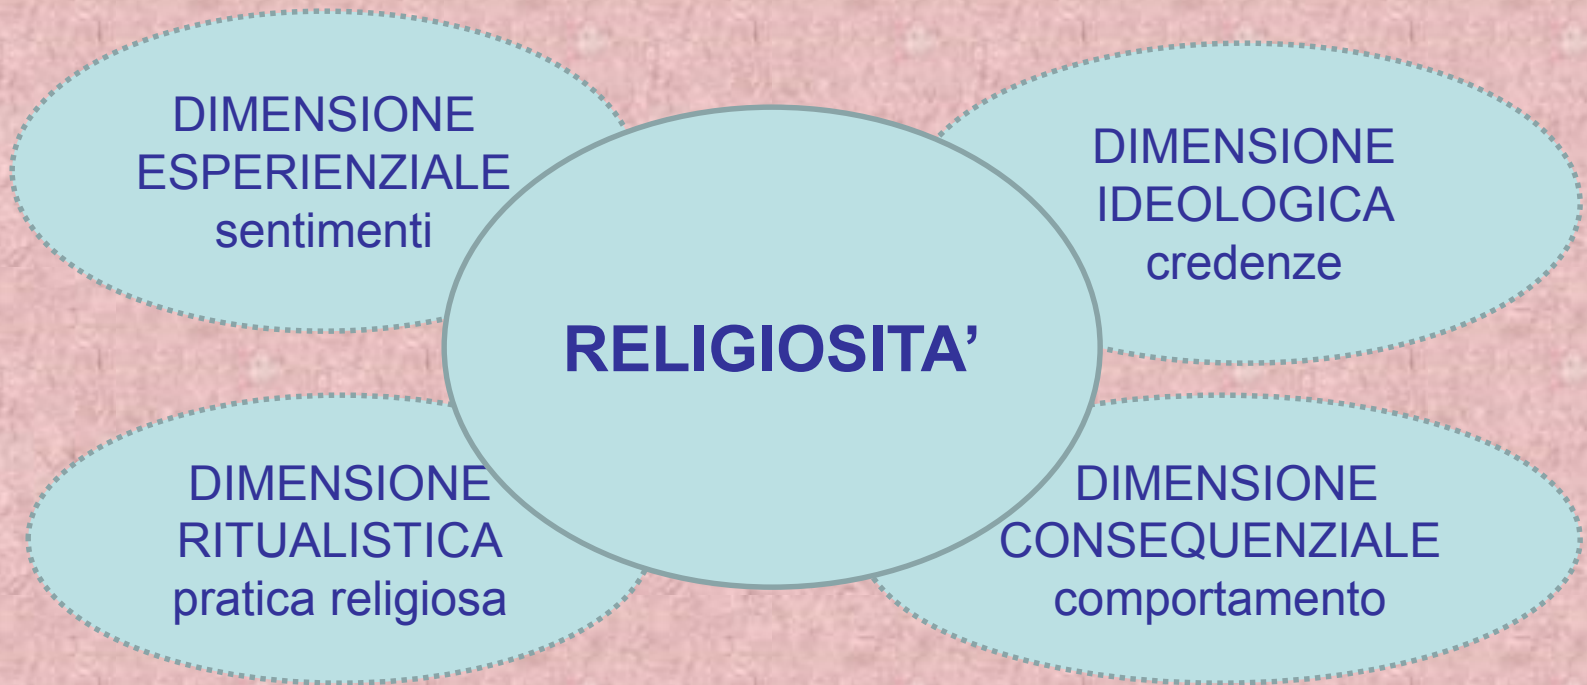 DIMENSIONE
ESPERIENZIALE
sentimenti
DIMENSIONE
IDEOLOGICA
credenze
RELIGIOSITA’
DIMENSIONE
RITUALISTICA
pratica religiosa
DIMENSIONE
CONSEQUENZIALE
comportamento